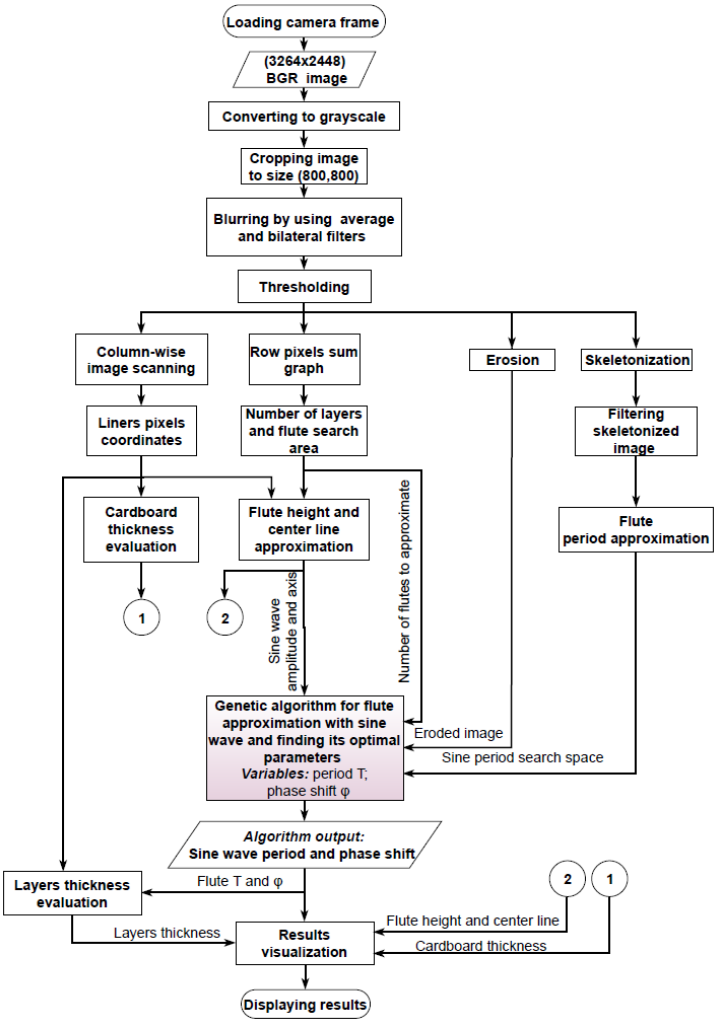 Loading camera frame
(3264x2448)
BGR image
Converting to grayscale
Cropping image
to size (800,800)
Blurring by using average
and bilateral filters
Thresholding
Column-wise
image scanning
Row pixels sum
graph
Erosion
Skeletonization
Liners pixels
coordinates
Number of layers
and flute search
area
Filtering
skeletonized
image
Cardboard
thickness
evaluation
Flute height and
center line
approximation
Number of flutes to approximate
Flute
period approximation
1
2
Sine wave
amplitude and axis
Genetic algorithm for flute
approximation with sine
wave and finding its optimal
parameters
Variables: period T;
phase shift φ
Eroded image
Sine period search space
Algorithm output:
Sine wave period and phase shift
Layers thickness
evaluation
Flute T and φ
2
1
Flute height and center line
Layers thickness
Results
visualization
Cardboard thickness
Displaying results